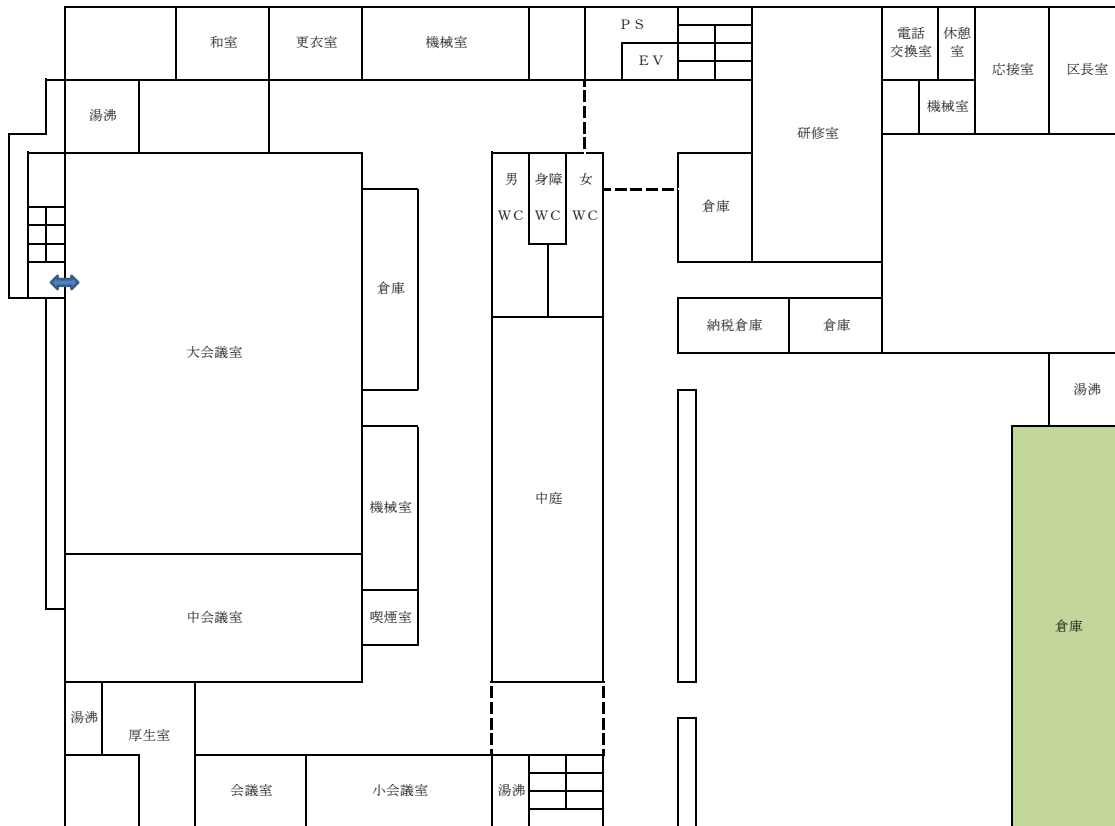 和室
更衣室
機械室
ＰＳ
ＥＶ
電話
交換室
休憩
室
応接室
区長室
湯沸
機械室
研修室
男
ＷＣ
身障
ＷＣ
女
ＷＣ
倉庫
倉庫
納税倉庫
倉庫
大会議室
湯沸
中庭
機械室
中会議室
喫煙室
倉庫
湯沸
厚生室
会議室
小会議室
湯沸